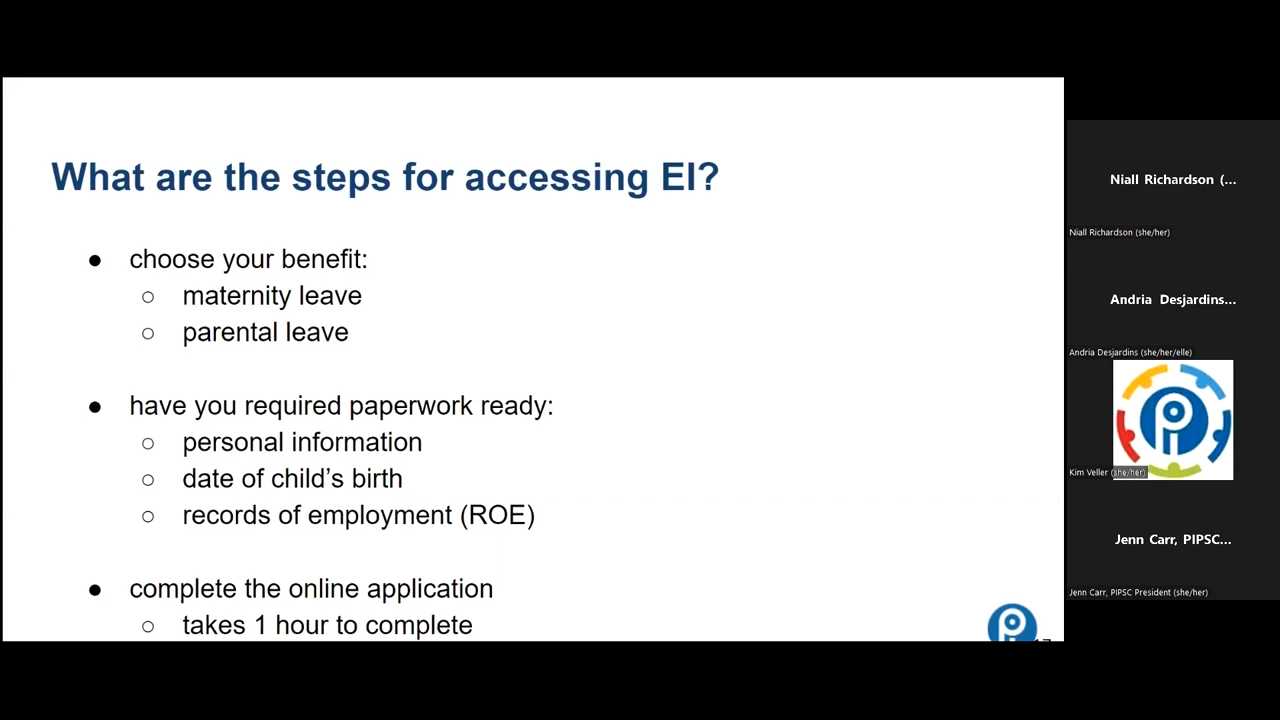 What are the steps for accessing EI?
● choose your benefit:
○ maternity leave
○ parental leave
● have you required paperwork ready:
○ personal information
○ date of child’s birth
○ records of employment (ROE)
● complete the online application
○ takes 1 hour to complete
Niall Richardson (...
Niall Richardson (she/her)
Andria Desjardins...
Andria Desjardins (she/her/elle)
Kim Veller (she/her)
Jenn Carr, PIPSC...
Jenn Carr, PIPSC President (she/her)